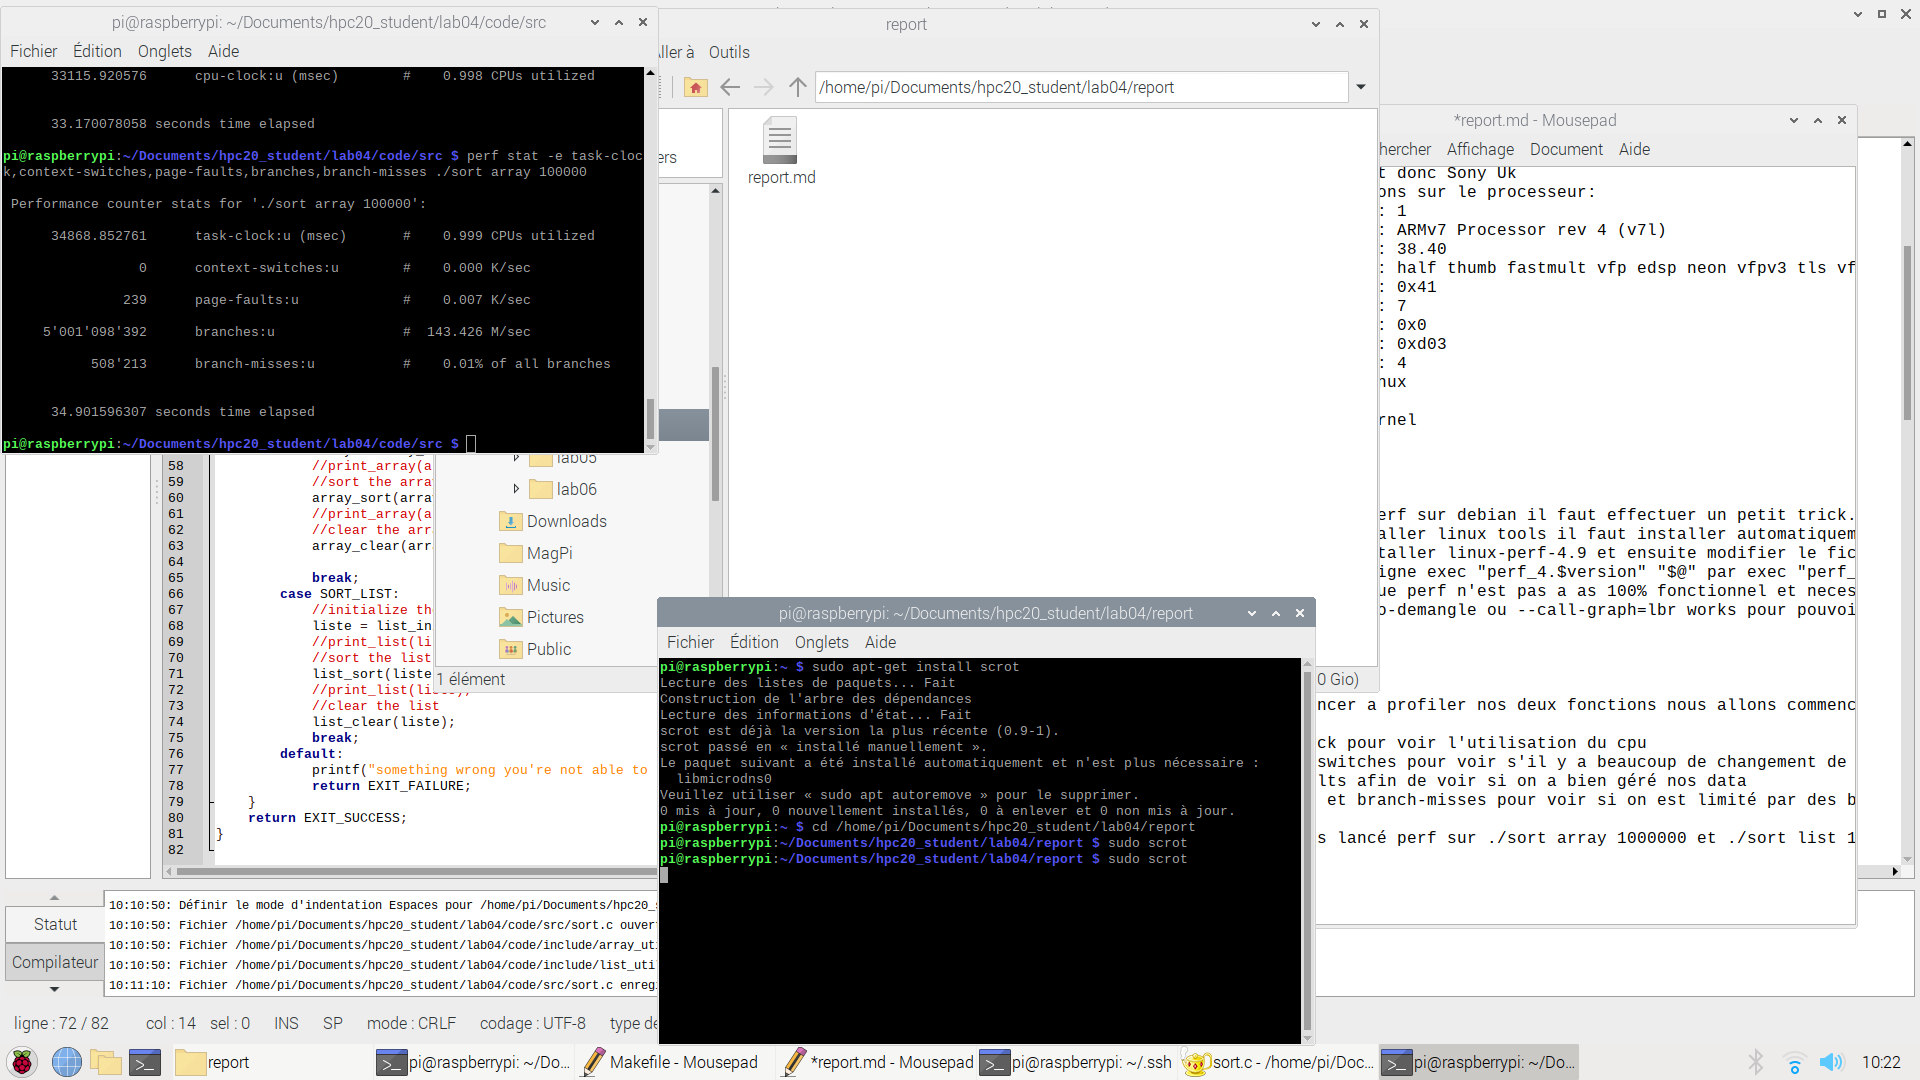 pi@raspberrypi: ~/Documents/hpc20_student/lab04/code/src
Fichier Édition Onglets Aide
33115.920576 cpu-clock:u (msec) # 0.998 CPUs utilized
33.170078058 seconds time elapsed
pi@raspberrypi:~/Documents/hpc20_student/lab04/code/src $ perf stat -e task-cloc
k,context-switches,page-faults,branches,branch-misses ./sort array 100000
Performance counter stats for './sort array 100000':
34868.852761 task-clock:u (msec) # 0.999 CPUs utilized
0 context-switches:u # 0.000 K/sec
239 page-faults:u # 0.007 K/sec
5'001'098'392 branches:u # 143.426 M/sec
508'213 branch-misses:u # 0.01% of all branches
34.901596307 seconds time elapsed
pi@raspberrypi:~/Documents/hpc20_student/lab04/code/src $
report
ller à Outils
/home/pi/Documents/hpc20_student/lab04/report
ers
report.md
lab05
lab06
Downloads
MagPi
Music
Pictures
Public
1 élément
0 Gio)
*report.md - Mousepad
hercher Affichage Document Aide
t donc Sony Uk
ons sur le processeur:
: 1
: ARMv7 Processor rev 4 (v7l)
: 38.40
: half thumb fastmult vfp edsp neon vfpv3 tls vf
: 0x41
: 7
: 0x0
: 0xd03
: 4
nux
rnel
erf sur debian il faut effectuer un petit trick.
aller linux tools il faut installer automatiquem
taller linux-perf-4.9 et ensuite modifier le fic
igne exec "perf_4.$version" "$@" par exec "perf_
ue perf n'est pas a as 100% fonctionnel et neces
o-demangle ou --call-graph=lbr works pour pouvoi
ncer a profiler nos deux fonctions nous allons commenc
ck pour voir l'utilisation du cpu
switches pour voir s'il y a beaucoup de changement de
lts afin de voir si on a bien géré nos data
et branch-misses pour voir si on est limité par des b
s lancé perf sur ./sort array 1000000 et ./sort list 1
58 //print_array(a
59 //sort the arra
60 array_sort(arra
61 //print_array(a
62 //clear the arr
63 array_clear(arr
64
65 break;
66 case SORT_LIST:
67 //initialize the
68 liste = list_in
69 //print_list(li
70 //sort the list
71 list_sort(liste
72 //print_list(liste);
73 //clear the list
74 list_clear(liste);
75 break;
76 default:
77 printf("something wrong you're not able to
78 return EXIT_FAILURE;
79 }
80 return EXIT_SUCCESS;
81 }
82
pi@raspberrypi: ~/Documents/hpc20_student/lab04/report
Fichier Édition Onglets Aide
pi@raspberrypi:~ $ sudo apt-get install scrot
Lecture des listes de paquets... Fait
Construction de l'arbre des dépendances
Lecture des informations d'état... Fait
scrot est déjà la version la plus récente (0.9-1).
scrot passé en « installé manuellement ».
Le paquet suivant a été installé automatiquement et n'est plus nécessaire :
libmicrodns0
Veuillez utiliser « sudo apt autoremove » pour le supprimer.
0 mis à jour, 0 nouvellement installés, 0 à enlever et 0 non mis à jour.
pi@raspberrypi:~ $ cd /home/pi/Documents/hpc20_student/lab04/report
pi@raspberrypi:~/Documents/hpc20_student/lab04/report $ sudo scrot
pi@raspberrypi:~/Documents/hpc20_student/lab04/report $ sudo scrot
Statut
Compilateur
10:10:50: Définir le mode d'indentation Espaces pour /home/pi/Documents/hpc20_s
10:10:50: Fichier /home/pi/Documents/hpc20_student/lab04/code/src/sort.c ouver
10:10:50: Fichier /home/pi/Documents/hpc20_student/lab04/code/include/array_uti
10:10:50: Fichier /home/pi/Documents/hpc20_student/lab04/code/include/list_util
10:11:10: Fichier /home/pi/Documents/hpc20_student/lab04/code/src/sort.c enregi
ligne : 72 / 82 col : 14 sel : 0 INS SP mode : CRLF codage : UTF-8 type de
report
pi@raspberrypi: ~/Do...
Makefile - Mousepad
*report.md - Mousepad
pi@raspberrypi: ~/.ssh
sort.c - /home/pi/Doc...
pi@raspberrypi: ~/Do...
10:22